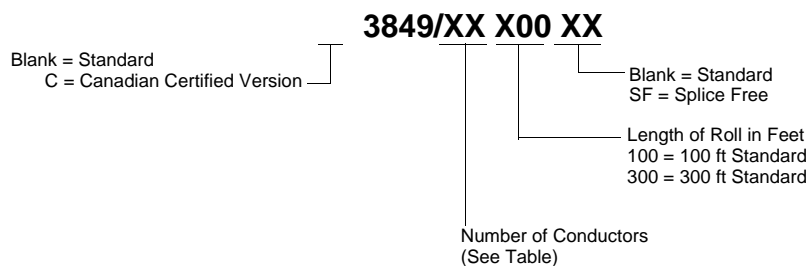 3849/XX X00 XX
Blank = Standard
C = Canadian Certified Version
Blank = Standard
SF = Splice Free
Length of Roll in Feet
100 = 100 ft Standard
300 = 300 ft Standard
Number of Conductors
(See Table)